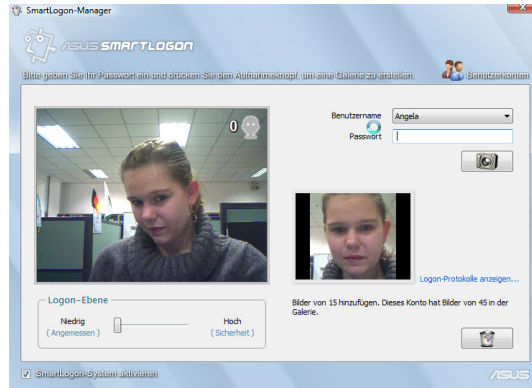 SmartLogon-Manager
ASUS SMARTLOGON
Bitte geben Sie Ihr Passwort ein und drücken Sie den Aufnahmeknopf, um eine Galerie zu erstellen.
Benutzerkonten
0
Benutzername
Angela
Passwort
Logon-Protokolle anzeigen...
Logon-Ebene
Niedrig
Hoch
( Angemessen )
( Sicherheit )
Bilder von 15 hinzufügen. Dieses Konto hat Bilder von 45 in der
Galerie.
SmartLogon-System aktivieren
ASUS